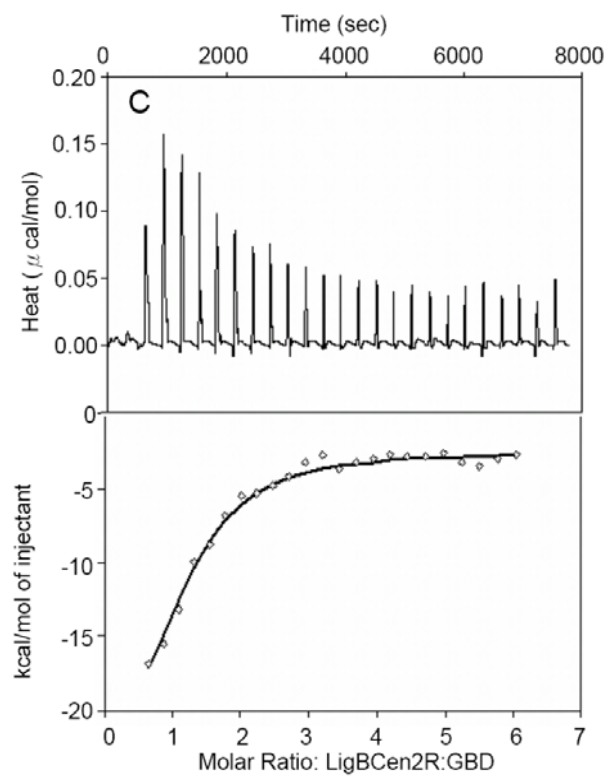 Time (sec)
0 2000 4000 6000 8000
C
0.20
0.15
0.10
0.05
0.00
Heat ( μ cal/mol)
0
-5
-10
-15
-20
kcal/mol of injectant
0 1 2 3 4 5 6 7
Molar Ratio: LigBCen2R:GBD